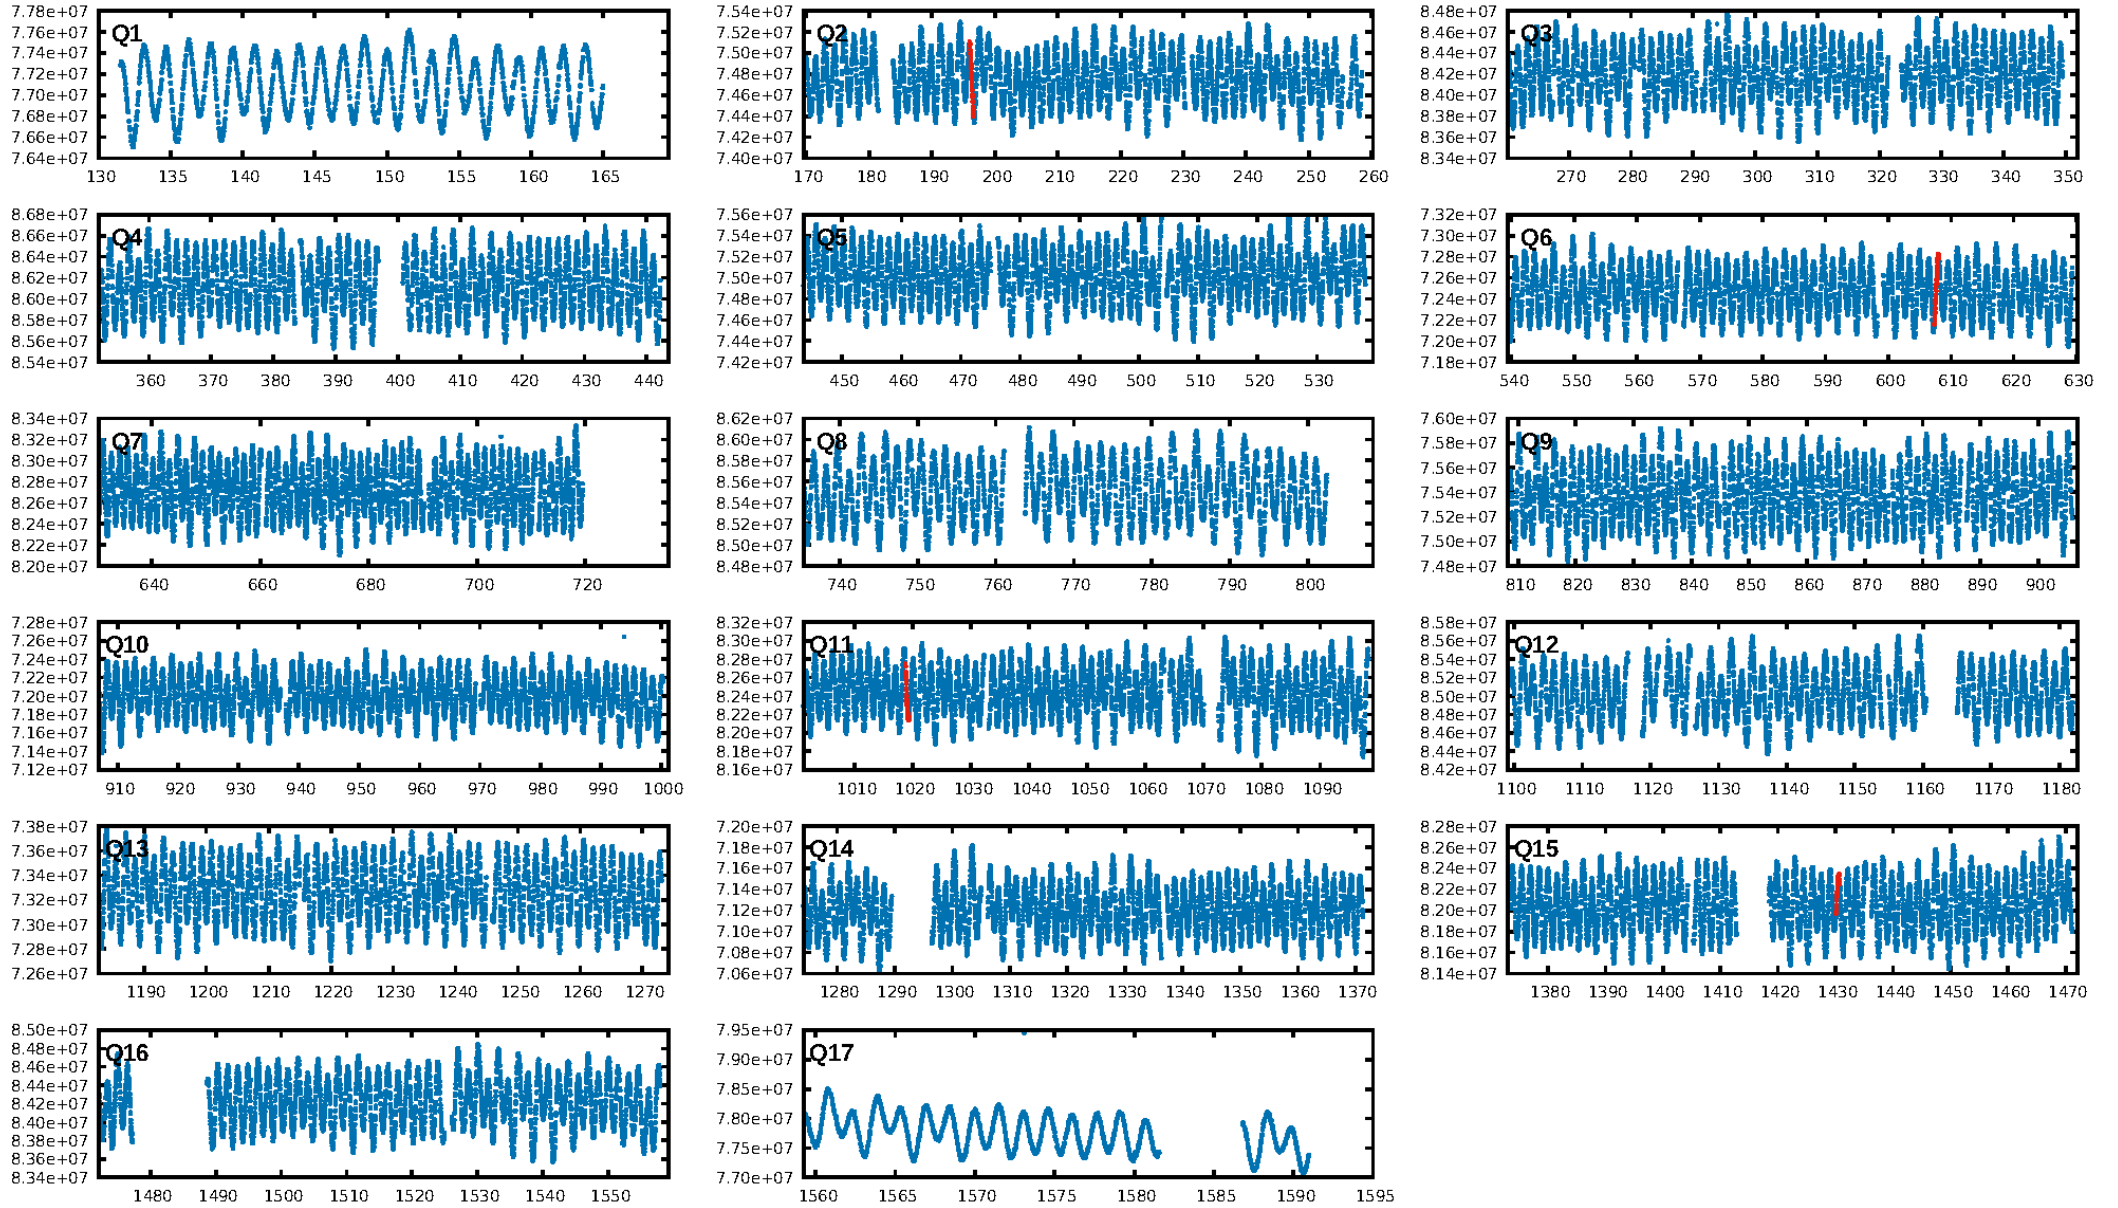 7.78e+07
7.76e+07
7.74e+07
7.72e+07
7.70e+07
7.68e+07
7.66e+07
7.64e+07
Q1
130 135 140 145 150 155 160 165
7.54e+07
7.52e+07
7.50e+07
7.48e+07
7.46e+07
7.44e+07
7.42e+07
7.40e+07
Q2
170 180 190 200 210 220 230 240 250 260
8.48e+07
8.46e+07
8.44e+07
8.42e+07
8.40e+07
8.38e+07
8.36e+07
8.34e+07
Q3
270 280 290 300 310 320 330 340 350
8.68e+07
8.66e+07
8.64e+07
8.62e+07
8.60e+07
8.58e+07
8.56e+07
8.54e+07
Q4
360 370 380 390 400 410 420 430 440
7.56e+07
7.54e+07
7.52e+07
7.50e+07
7.48e+07
7.46e+07
7.44e+07
7.42e+07
Q5
450 460 470 480 490 500 510 520 530
7.32e+07
7.30e+07
7.28e+07
7.26e+07
7.24e+07
7.22e+07
7.20e+07
7.18e+07
Q6
540 550 560 570 580 590 600 610 620 630
8.34e+07
8.32e+07
8.30e+07
8.28e+07
8.26e+07
8.24e+07
8.22e+07
8.20e+07
Q7
640 660 680 700 720
8.62e+07
8.60e+07
8.58e+07
8.56e+07
8.54e+07
8.52e+07
8.50e+07
8.48e+07
Q8
740 750 760 770 780 790 800
7.60e+07
7.58e+07
7.56e+07
7.54e+07
7.52e+07
7.50e+07
7.48e+07
Q9
810 820 830 840 850 860 870 880 890 900
7.28e+07
7.26e+07
7.24e+07
7.22e+07
7.20e+07
7.18e+07
7.16e+07
7.14e+07
7.12e+07
Q10
910 920 930 940 950 960 970 980 990 1000
8.32e+07
8.30e+07
8.28e+07
8.26e+07
8.24e+07
8.22e+07
8.20e+07
8.18e+07
8.16e+07
Q11
1010 1020 1030 1040 1050 1060 1070 1080 1090
8.58e+07
8.56e+07
8.54e+07
8.52e+07
8.50e+07
8.48e+07
8.46e+07
8.44e+07
8.42e+07
Q12
1100 1110 1120 1130 1140 1150 1160 1170 1180
7.38e+07
7.36e+07
7.34e+07
7.32e+07
7.30e+07
7.28e+07
7.26e+07
Q13
1190 1200 1210 1220 1230 1240 1250 1260 1270
7.20e+07
7.18e+07
7.16e+07
7.14e+07
7.12e+07
7.10e+07
7.08e+07
7.06e+07
Q14
1280 1290 1300 1310 1320 1330 1340 1350 1360 1370
8.28e+07
8.26e+07
8.24e+07
8.22e+07
8.20e+07
8.18e+07
8.16e+07
8.14e+07
Q15
1380 1390 1400 1410 1420 1430 1440 1450 1460 1470
8.50e+07
8.48e+07
8.46e+07
8.44e+07
8.42e+07
8.40e+07
8.38e+07
8.36e+07
8.34e+07
Q16
1480 1490 1500 1510 1520 1530 1540 1550
7.95e+07
7.90e+07
7.85e+07
7.80e+07
7.75e+07
7.70e+07
Q17
1560 1565 1570 1575 1580 1585 1590 1595